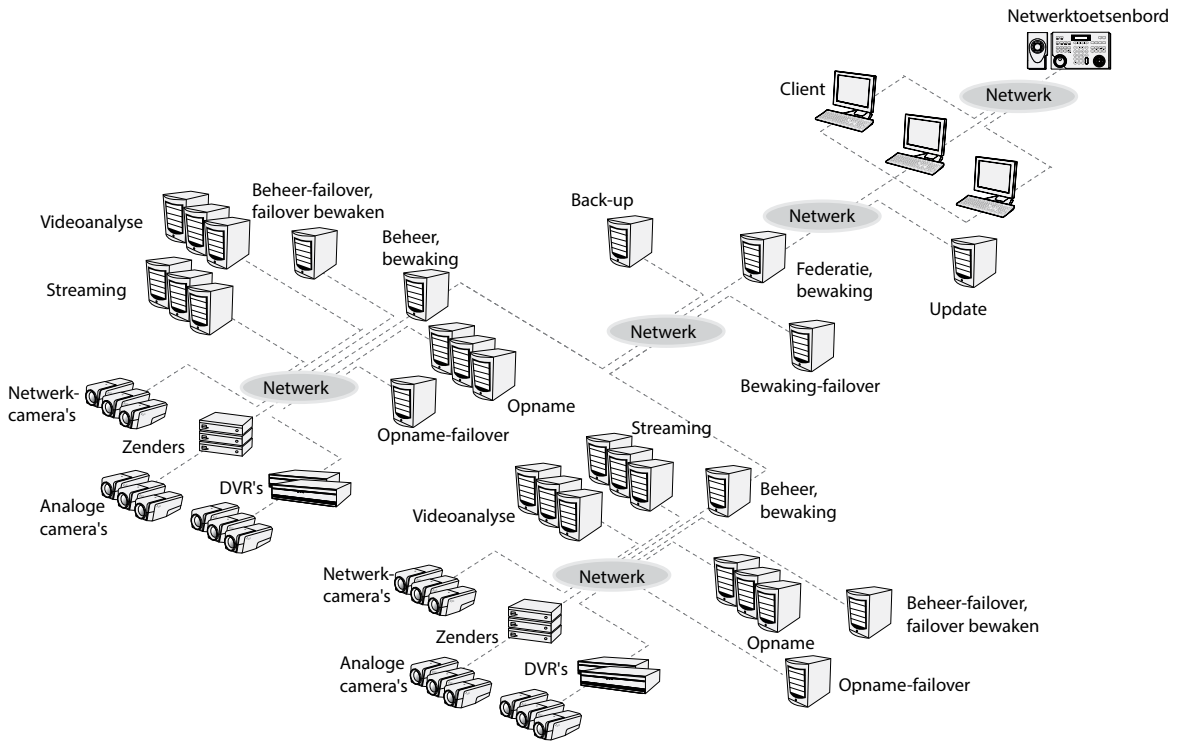 Netwerktoetsenbord
Netwerk
Client
Netwerk
Back-up
Federatie,
bewaking
Update
Netwerk
Bewaking-failover
Videoanalyse
Beheer-failover,
failover bewaken
Beheer,
bewaking
Streaming
Netwerk
Netwerk-
camera's
Opname
Opname-failover
Zenders
DVR's
Analoge
camera's
Streaming
Videoanalyse
Beheer,
bewaking
Netwerk
Netwerk-
camera's
Beheer-failover,
failover bewaken
Opname
Zenders
Analoge
camera's
DVR's
Opname-failover